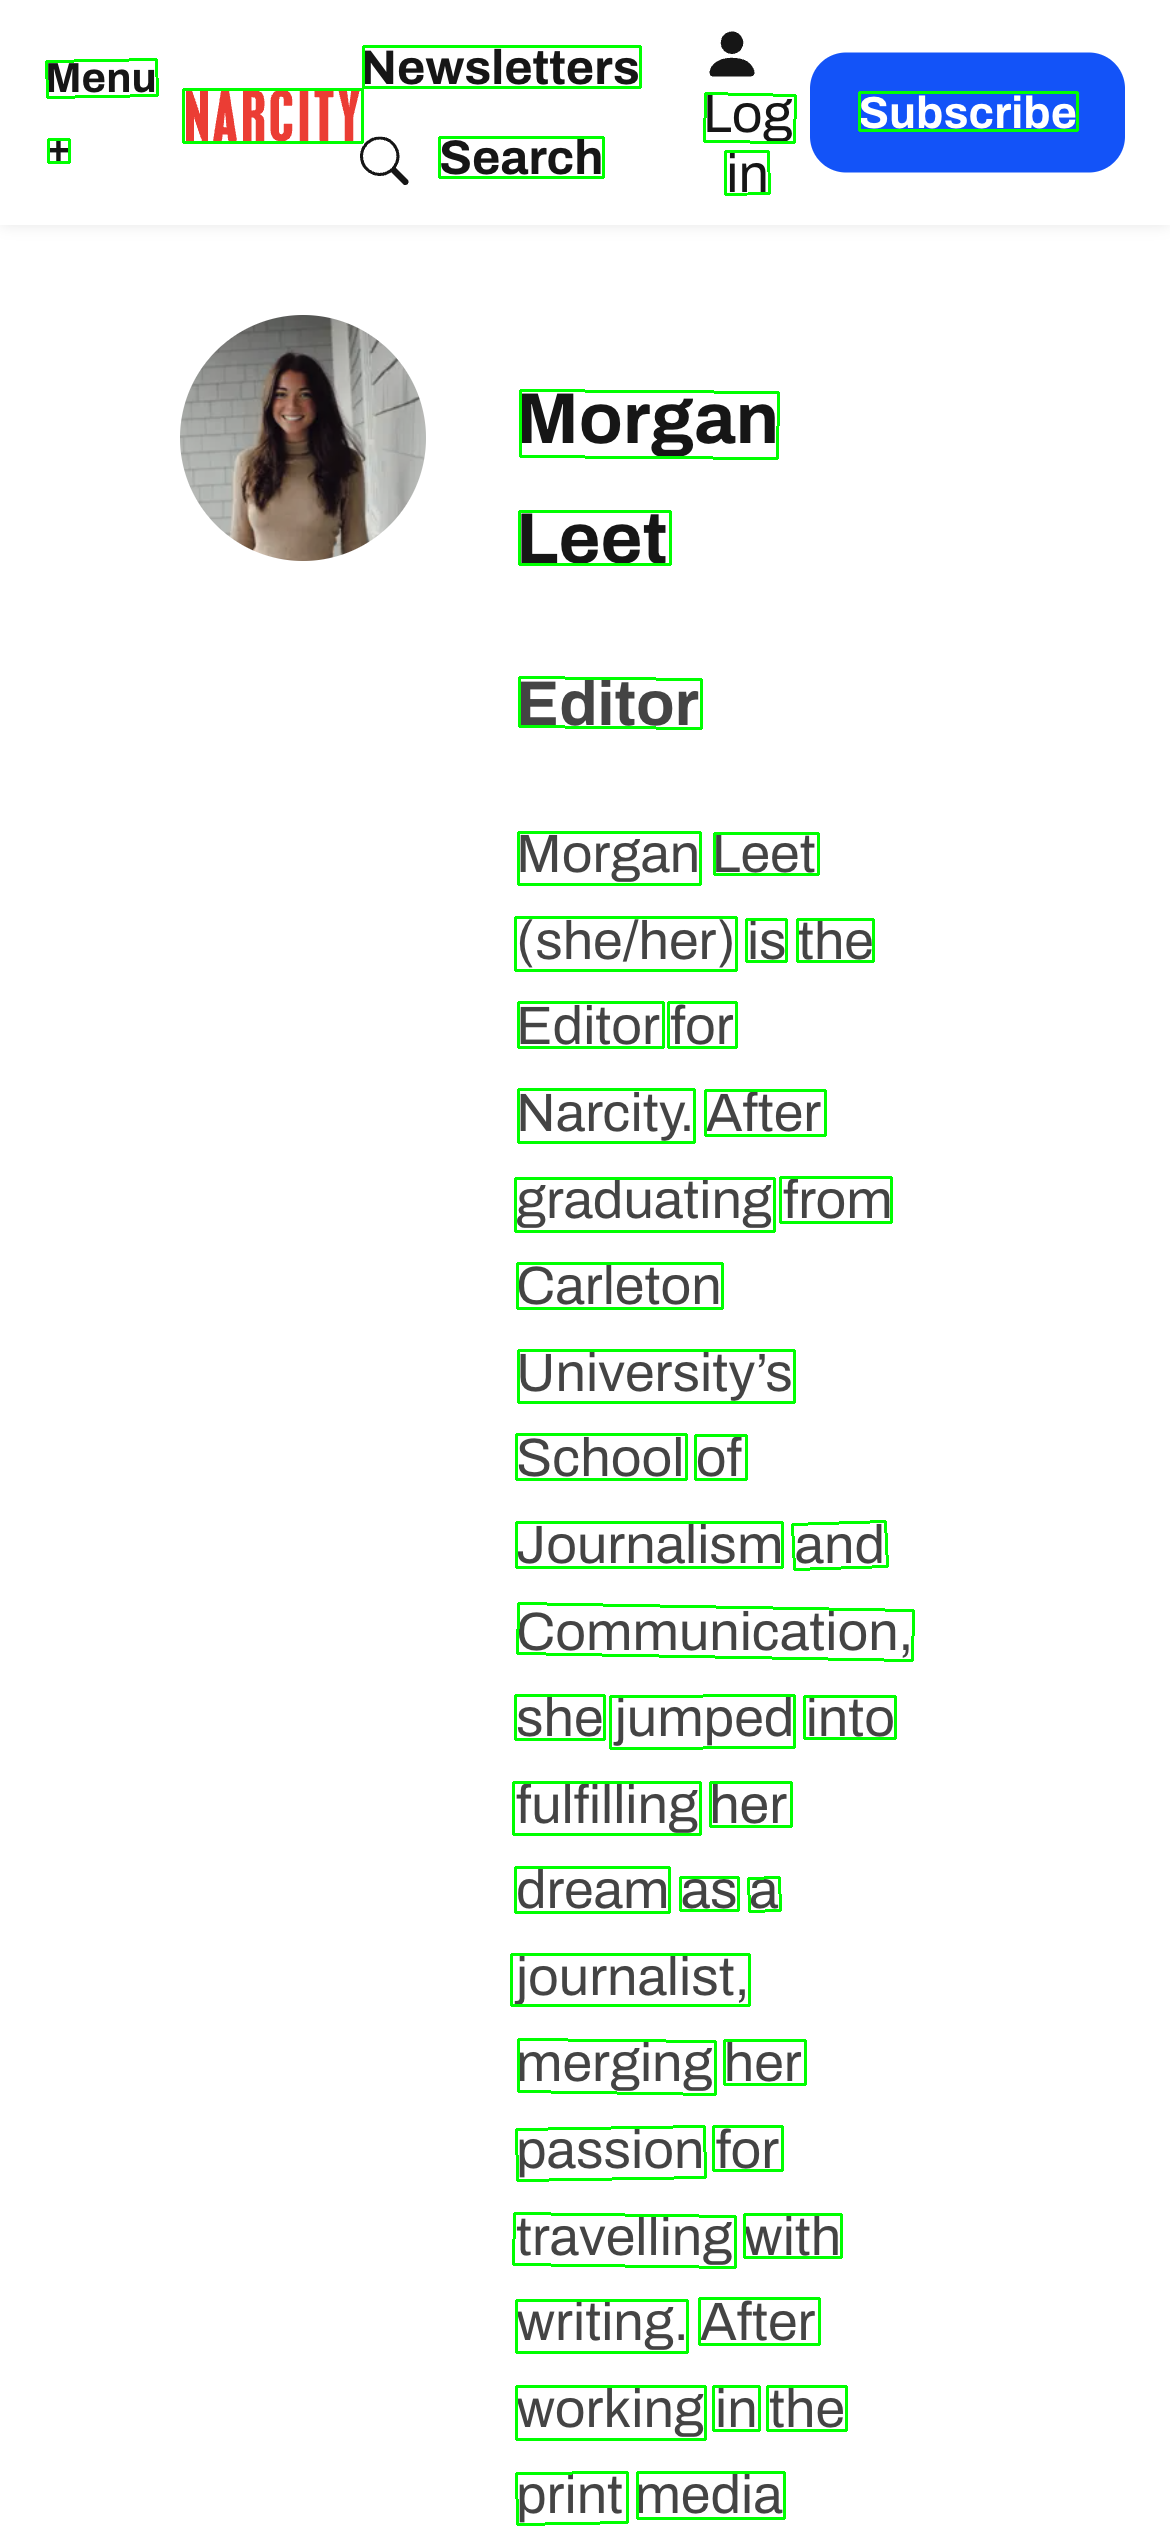 Menu
+
NARCITY
Newsletters
Search
Log
in
Subscribe
Morgan
Leet
Editor
Morgan Leet
(she/her) is the
Editor for
Narcity. After
graduating from
Carleton
University’s
School of
Journalism and
Communication,
she jumped into
fulfilling her
dream as a
journalist,
merging her
passion for
travelling with
writing. After
working in the
print media